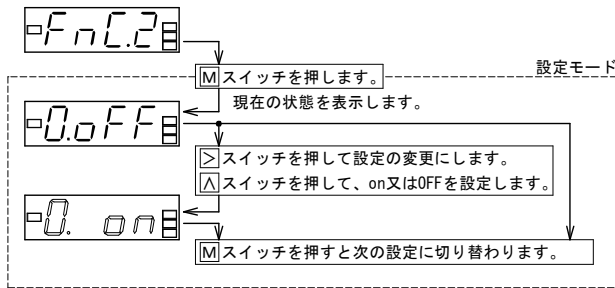 FnC.2
Mスイッチを押します。
設定モード
現在の状態を表示します。
0.oFF
>スイッチを押して設定の変更にします。
∧スイッチを押して、on又はOFFを設定します。
0. on
Mスイッチを押すと次の設定に切り替わります。